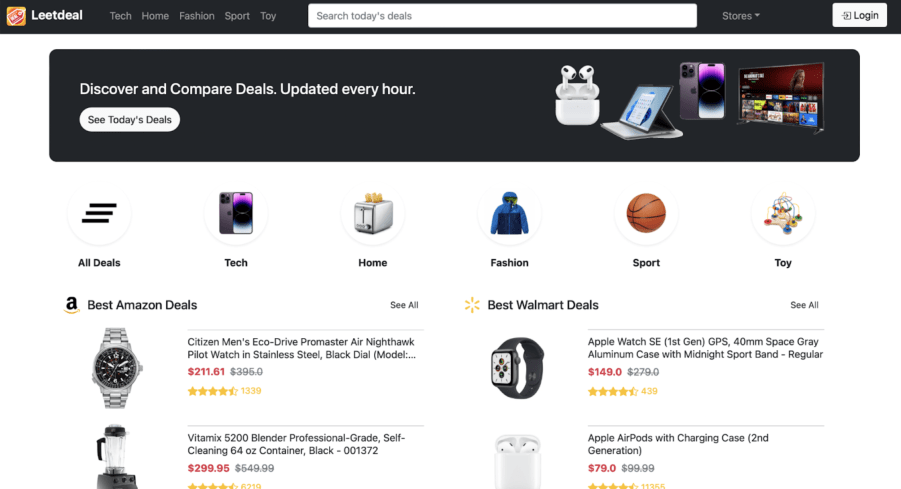 Leetdeal
Tech Home Fashion Sport Toy
Search today's deals
Stores
Login
Discover and Compare Deals. Updated every hour.
See Today's Deals
All Deals
Tech
Home
Fashion
Sport
Toy
Best Amazon Deals
See All
Citizen Men's Eco-Drive Promaster Air Nighthawk
Pilot Watch in Stainless Steel, Black Dial (Model:...
$211.61 $395.0
1339
Vitamix 5200 Blender Professional-Grade, Self-
Cleaning 64 oz Container, Black - 001372
$299.95 $549.99
6219
Best Walmart Deals
See All
Apple Watch SE (1st Gen) GPS, 40mm Space Gray
Aluminum Case with Midnight Sport Band - Regular
$149.0 $279.0
439
Apple AirPods with Charging Case (2nd
Generation)
$79.0 $99.99
11355